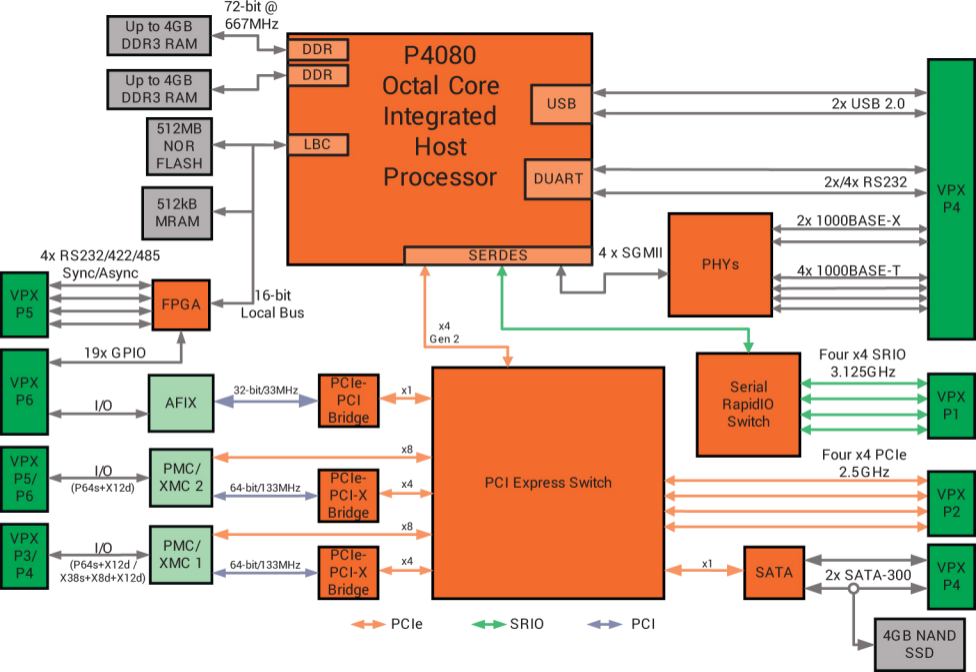 72-bit @
667MHz
Up to 4GB
DDR3 RAM
DDR
P4080
Octal Core
Integrated
Host
Processor
Up to 4GB
DDR3 RAM
DDR
USB
2x USB 2.0
512MB
NOR
FLASH
LBC
DUART
2x/4x RS232
VPX
P4
512kB
MRAM
2x 1000BASE-X
SERDES
4 x SGMII
PHYs
4x 1000BASE-T
4x RS232/422/485
Sync/Async
VPX
P5
FPGA
16-bit
Local Bus
x4
Gen 2
19x GPIO
VPX
P6
I/O
AFIX
32-bit/33MHz
PCIe-
PCI
Bridge
x1
Serial
RapidIO
Switch
Four x4 SRIO
3.125GHz
VPX
P1
VPX
P5/
P6
I/O
(P64s+X12d)
PMC/
XMC 2
x8
64-bit/133MHz
PCIe-
PCI-X
Bridge
x4
PCI Express Switch
Four x4 PCIe
2.5GHz
VPX
P2
VPX
P3/
P4
I/O
(P64s+X12d /
X38s+X8d+X12d)
PMC/
XMC 1
x8
64-bit/133MHz
PCIe-
PCI-X
Bridge
x4
x1
SATA
2x SATA-300
VPX
P4
4GB NAND
SSD
PCIe
SRIO
PCI